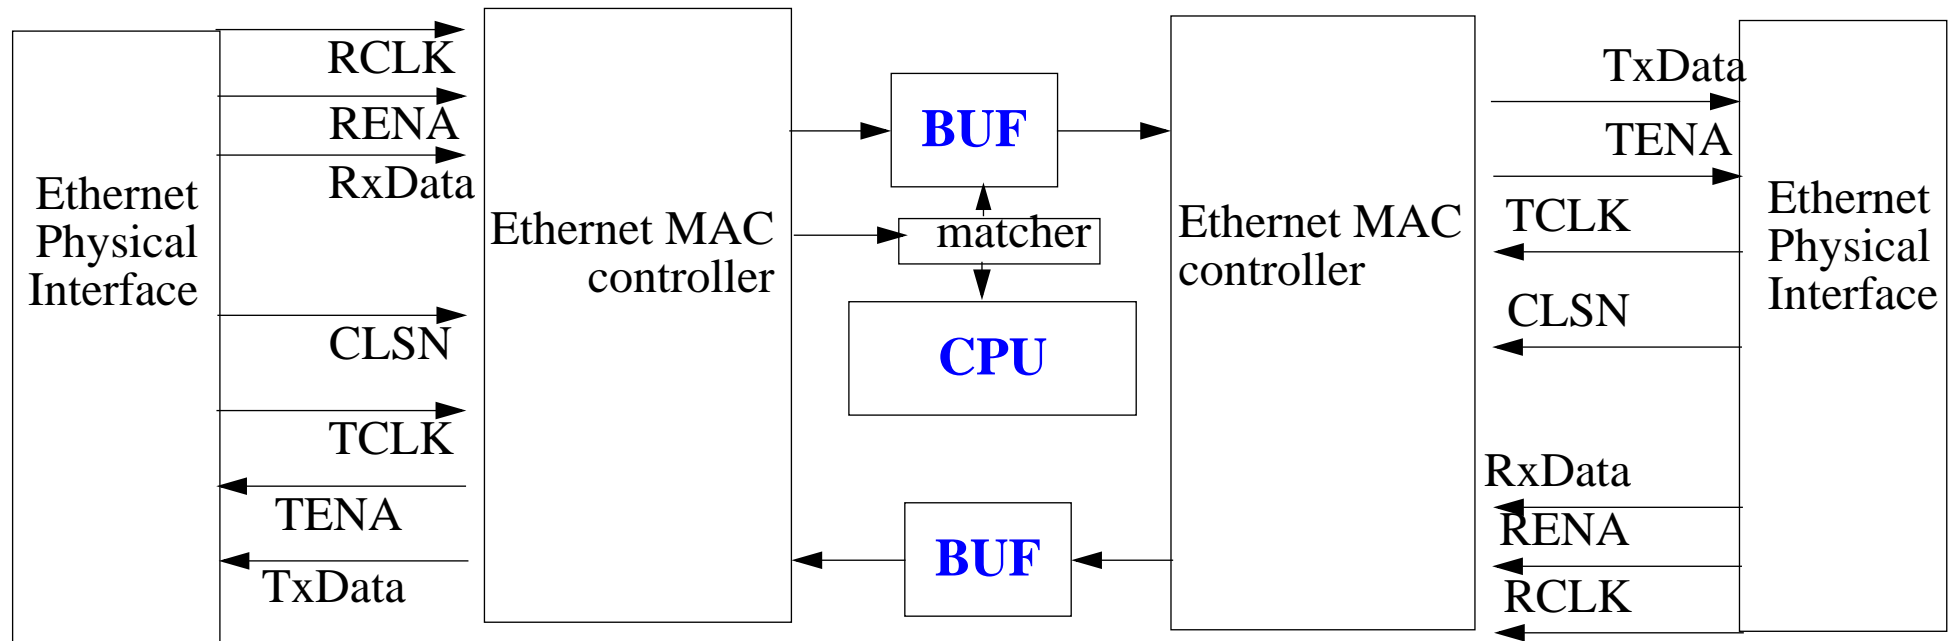 RCLK
RENA
RxData
Ethernet
Physical
Interface
CLSN
TCLK
TENA
TxData
Ethernet MAC
controller
BUF
matcher
CPU
BUF
Ethernet MAC
controller
TxData
TENA
TCLK
CLSN
RxData
RENA
RCLK
Ethernet
Physical
Interface